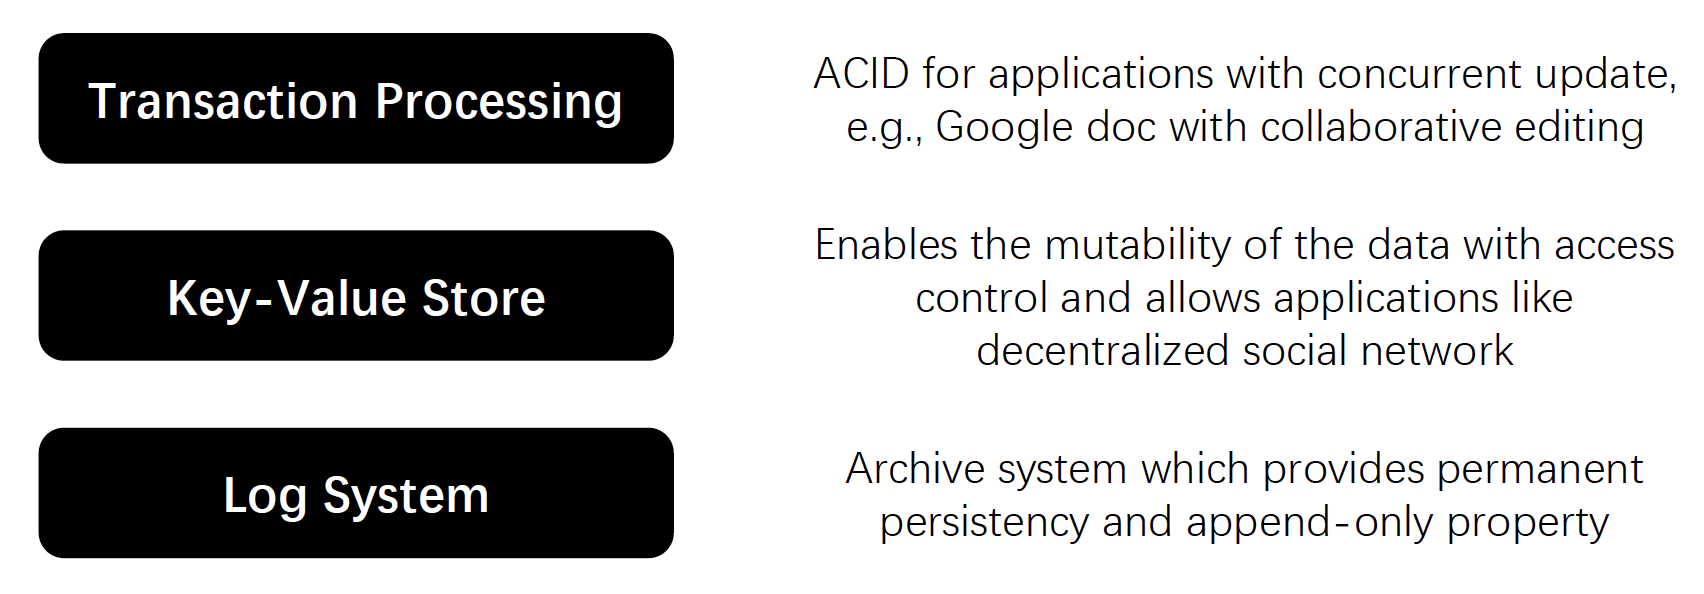 Transaction Processing
ACID for applications with concurrent update,
e.g., Google doc with collaborative editing
Key-Value Store
Enables the mutability of the data with access
control and allows applications like
decentralized social network
Log System
Archive system which provides permanent
persistency and append-only property